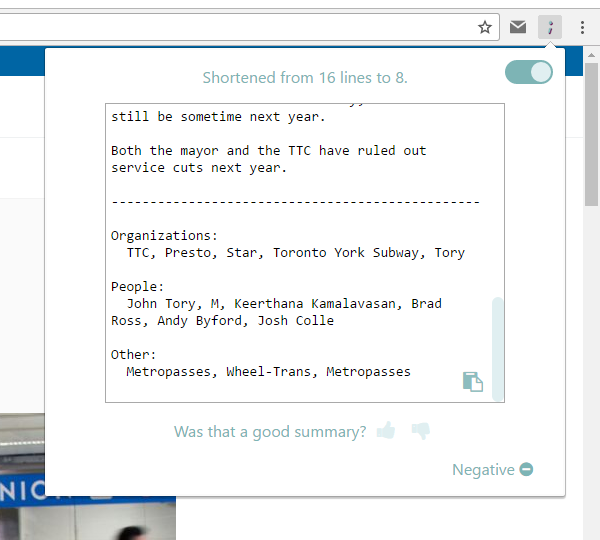 Shortened from 16 lines to 8.
still be sometime next year.
Both the mayor and the TTC have ruled out
service cuts next year.
------------------------------------------------
Organizations:
TTC, Presto, Star, Toronto York Subway, Tory
People:
John Tory, M, Keerthana Kamalavasan, Brad
Ross, Andy Byford, Josh Colle
Other:
Metropasses, Wheel-Trans, Metropasses
Was that a good summary?
Negative
NION